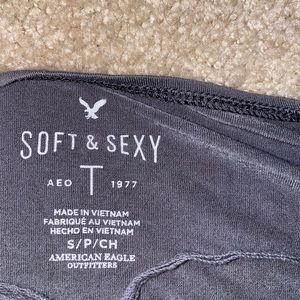 SOFT & SEXY
AEO T 1977
MADE IN VIETNAM
FABRIQUÉ AU VIETNAM
HECHO EN VIETNAM
S/P/CH
AMERICAN EAGLE
OUTFITTERS